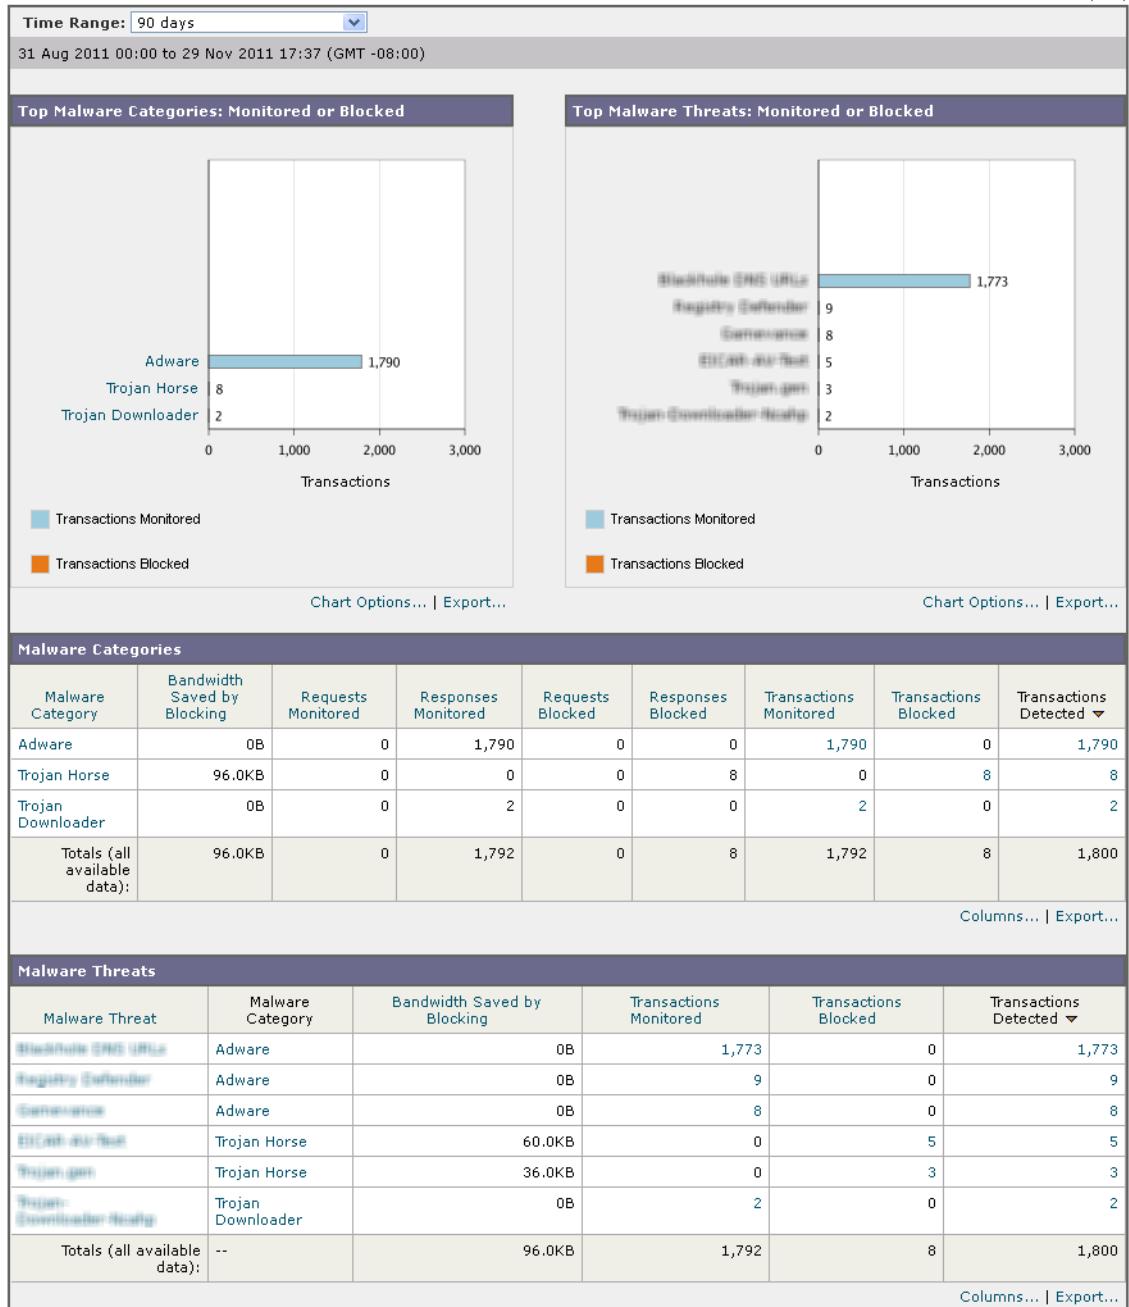 Time Range: 90 days
31 Aug 2011 00:00 to 29 Nov 2011 17:37 (GMT -08:00)
Top Malware Categories: Monitored or Blocked
Adware 1,790
Trojan Horse 8
Trojan Downloader 2
0 1,000 2,000 3,000
Transactions
Transactions Monitored
Transactions Blocked
Chart Options... | Export...
Top Malware Threats: Monitored or Blocked
1,773
9
8
5
3
2
0 1,000 2,000 3,000
Transactions
Transactions Monitored
Transactions Blocked
Chart Options... | Export...
Malware Categories
Malware Category Bandwidth Saved by Blocking Requests Monitored Responses Monitored Requests Blocked Responses Blocked Transactions Monitored Transactions Blocked Transactions Detected
Adware 0B 0 1,790 0 0 1,790 0 1,790
Trojan Horse 96.0KB 0 0 0 8 0 8 8
Trojan Downloader 0B 0 2 0 0 2 0 2
Totals (all available data): 96.0KB 0 1,792 0 8 1,792 8 1,800
Columns... | Export...
Malware Threats
Malware Threat Malware Category Bandwidth Saved by Blocking Transactions Monitored Transactions Blocked Transactions Detected
Adware 0B 1,773 0 1,773
Adware 0B 9 0 9
Adware 0B 8 0 8
Trojan Horse 60.0KB 0 5 5
Trojan Horse 36.0KB 0 3 3
Trojan Downloader 0B 2 0 2
Totals (all available data): -- 96.0KB 1,792 8 1,800
Columns... | Export...